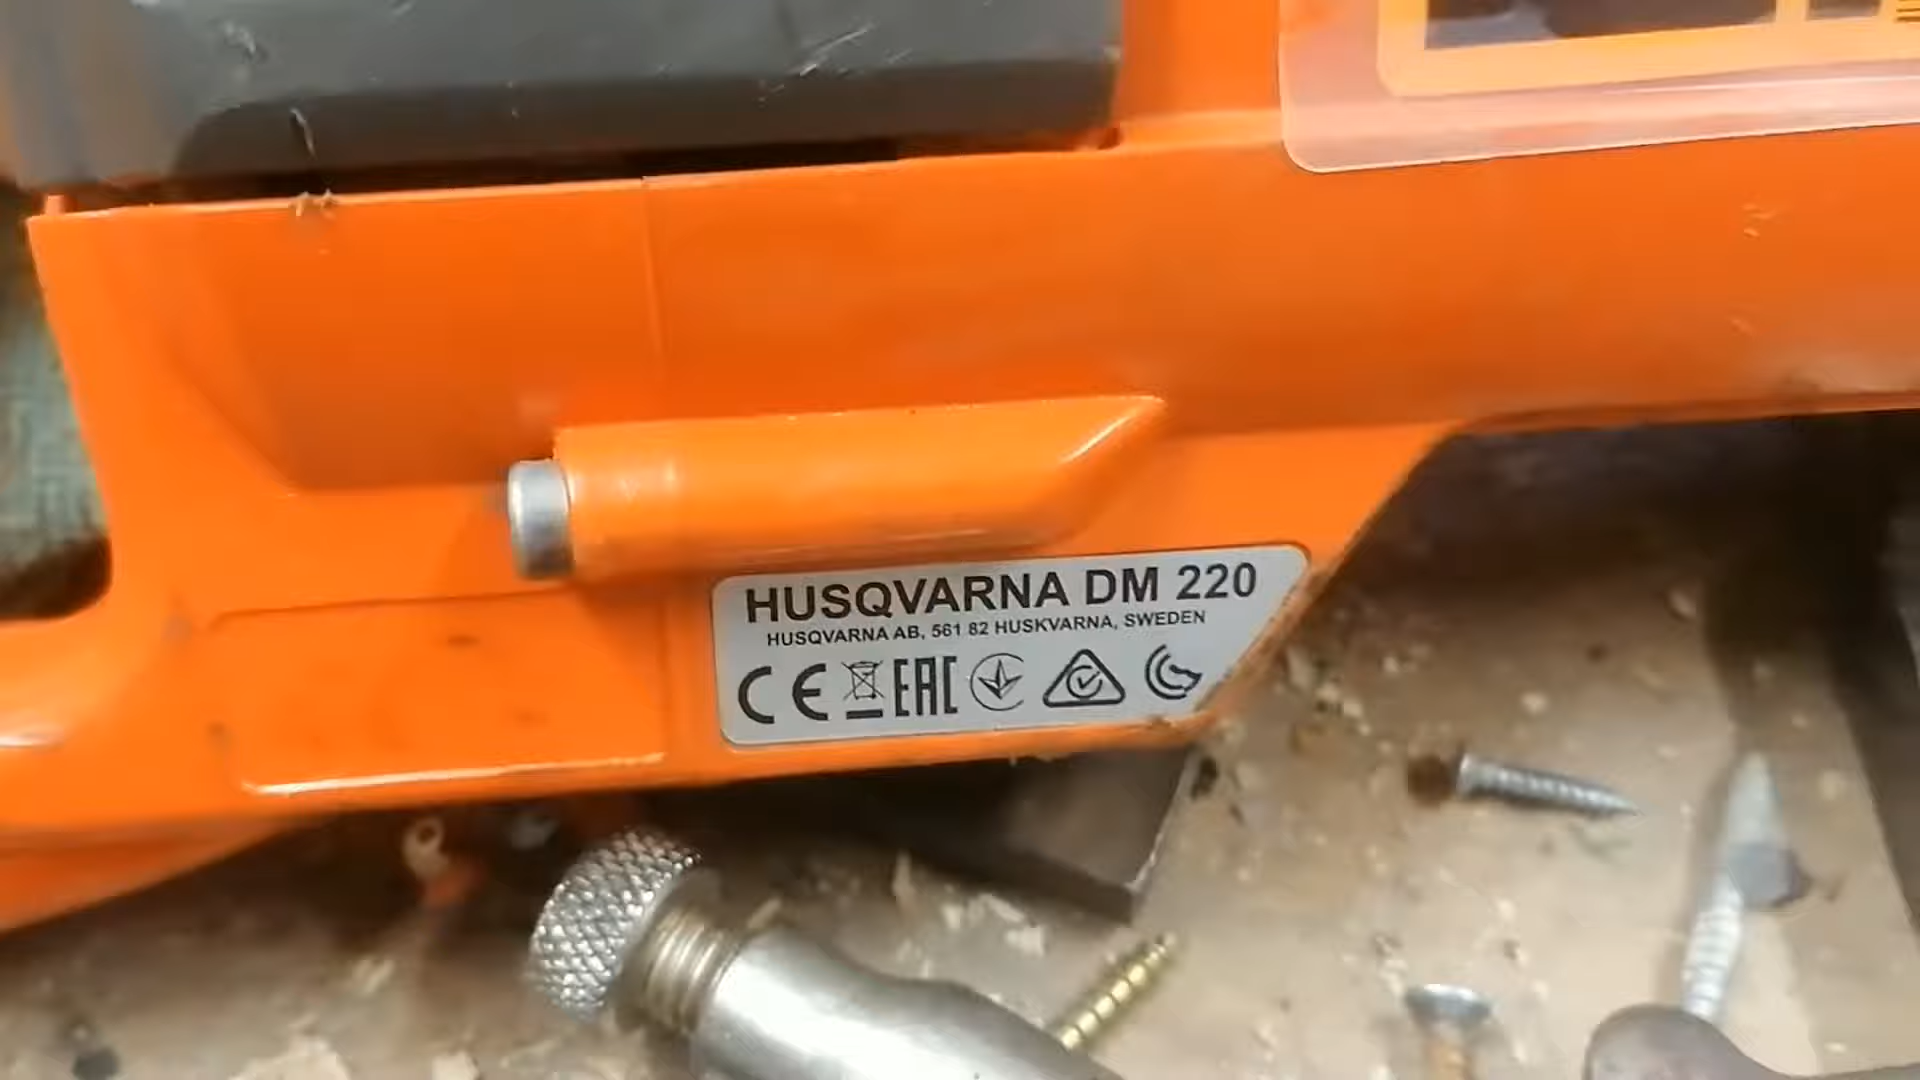 HUSQVARNA DM 220
HUSQVARNA AB, 561 82 HUSKVARNA, SWEDEN
CE EAC